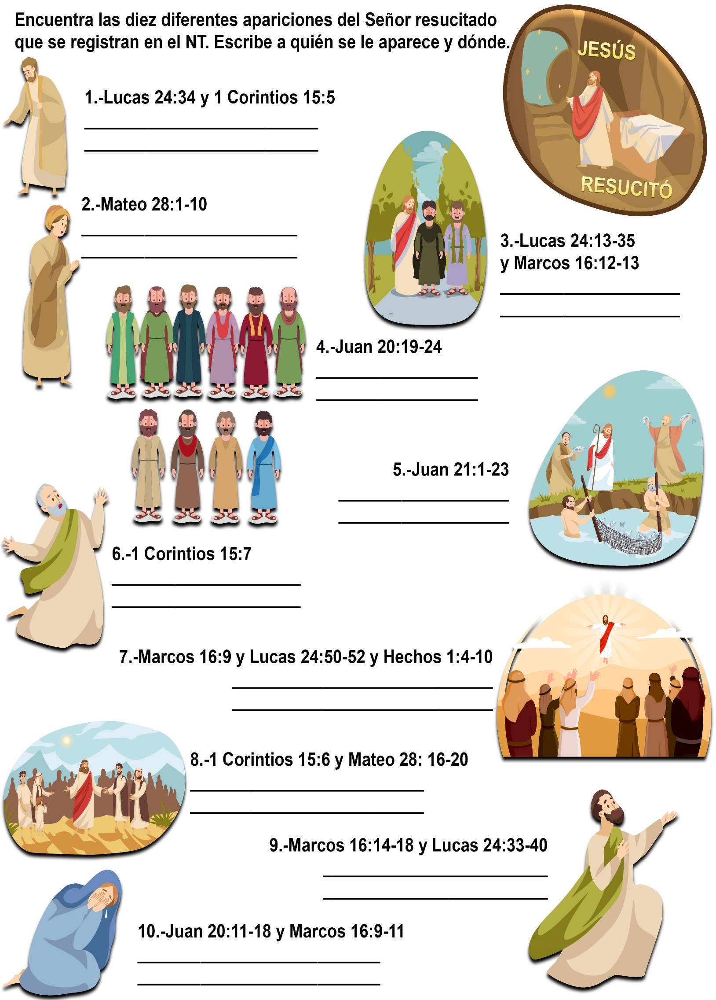 Encuentra las diez diferentes apariciones del Señor resucitado
que se registran en el NT. Escribe a quién se le aparece y dónde.
JESÚS
RESUCITÓ
1.-Lucas 24:34 y 1 Corintios 15:5
2.-Mateo 28:1-10
3.-Lucas 24:13-35
y Marcos 16:12-13
4.-Juan 20:19-24
5.-Juan 21:1-23
6.-1 Corintios 15:7
7.-Marcos 16:9 y Lucas 24:50-52 y Hechos 1:4-10
8.-1 Corintios 15:6 y Mateo 28: 16-20
9.-Marcos 16:14-18 y Lucas 24:33-40
10.-Juan 20:11-18 y Marcos 16:9-11